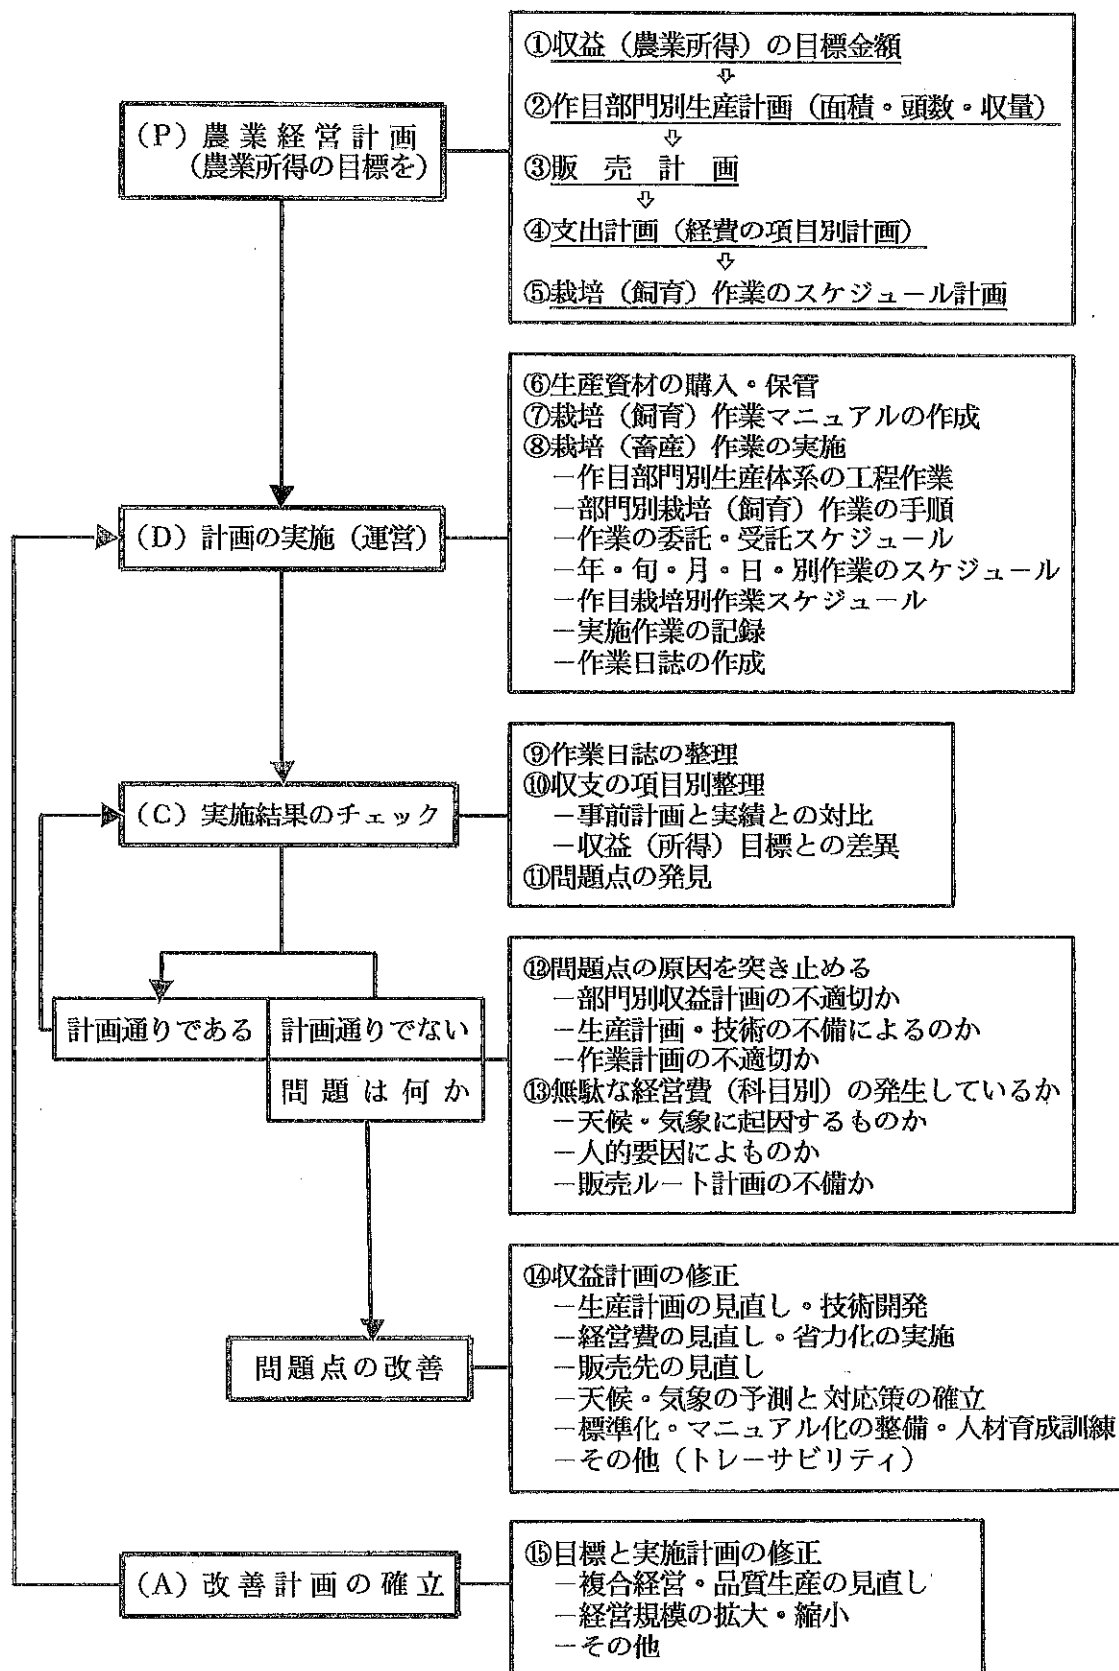 (P)農業経営計画
(農業所得の目標を)
①収益(農業所得)の目標金額
⇩
②作目部門別生産計画(面積・頭数・収量)
⇩
③販売計画
⇩
④支出計画(経費の項目別計画)
⇩
⑤栽培(飼育)作業のスケジュール計画
(D)計画の実施(運営)
⑥生産資材の購入・保管
⑦栽培(飼育)作業マニュアルの作成
⑧栽培(畜産)作業の実施
―作目部門別生産体系の工程作業
―部門別栽培(飼育)作業の手順
―作業の委託・受託スケジュール
―年・旬・月・日・別作業のスケジュール
―作目栽培別作業スケジュール
―実施作業の記録
―作業日誌の作成
(C)実施結果のチェック
⑨作業日誌の整理
⑩収支の項目別整理
―事前計画と実績との対比
―収益(所得)目標との差異
⑪問題点の発見
計画通りである
計画通りでない
問題は何か
⑫問題点の原因を突き止める
―部門別収益計画の不適切か
―生産計画・技術の不備によるのか
―作業計画の不適切か
⑬無駄な経営費(科目別)の発生しているか
―天候・気象に起因するものか
―人的要因によものか
―販売ルート計画の不備か
問題点の改善
⑭収益計画の修正
―生産計画の見直し・技術開発
―経営費の見直し・省力化の実施
―販売先の見直し
―天候・気象の予測と対応策の確立
―標準化・マニュアル化の整備・人材育成訓練
―その他(トレーサビリティ)
(A)改善計画の確立
⑮目標と実施計画の修正
―複合経営・品質生産の見直し
―経営規模の拡大・縮小
―その他